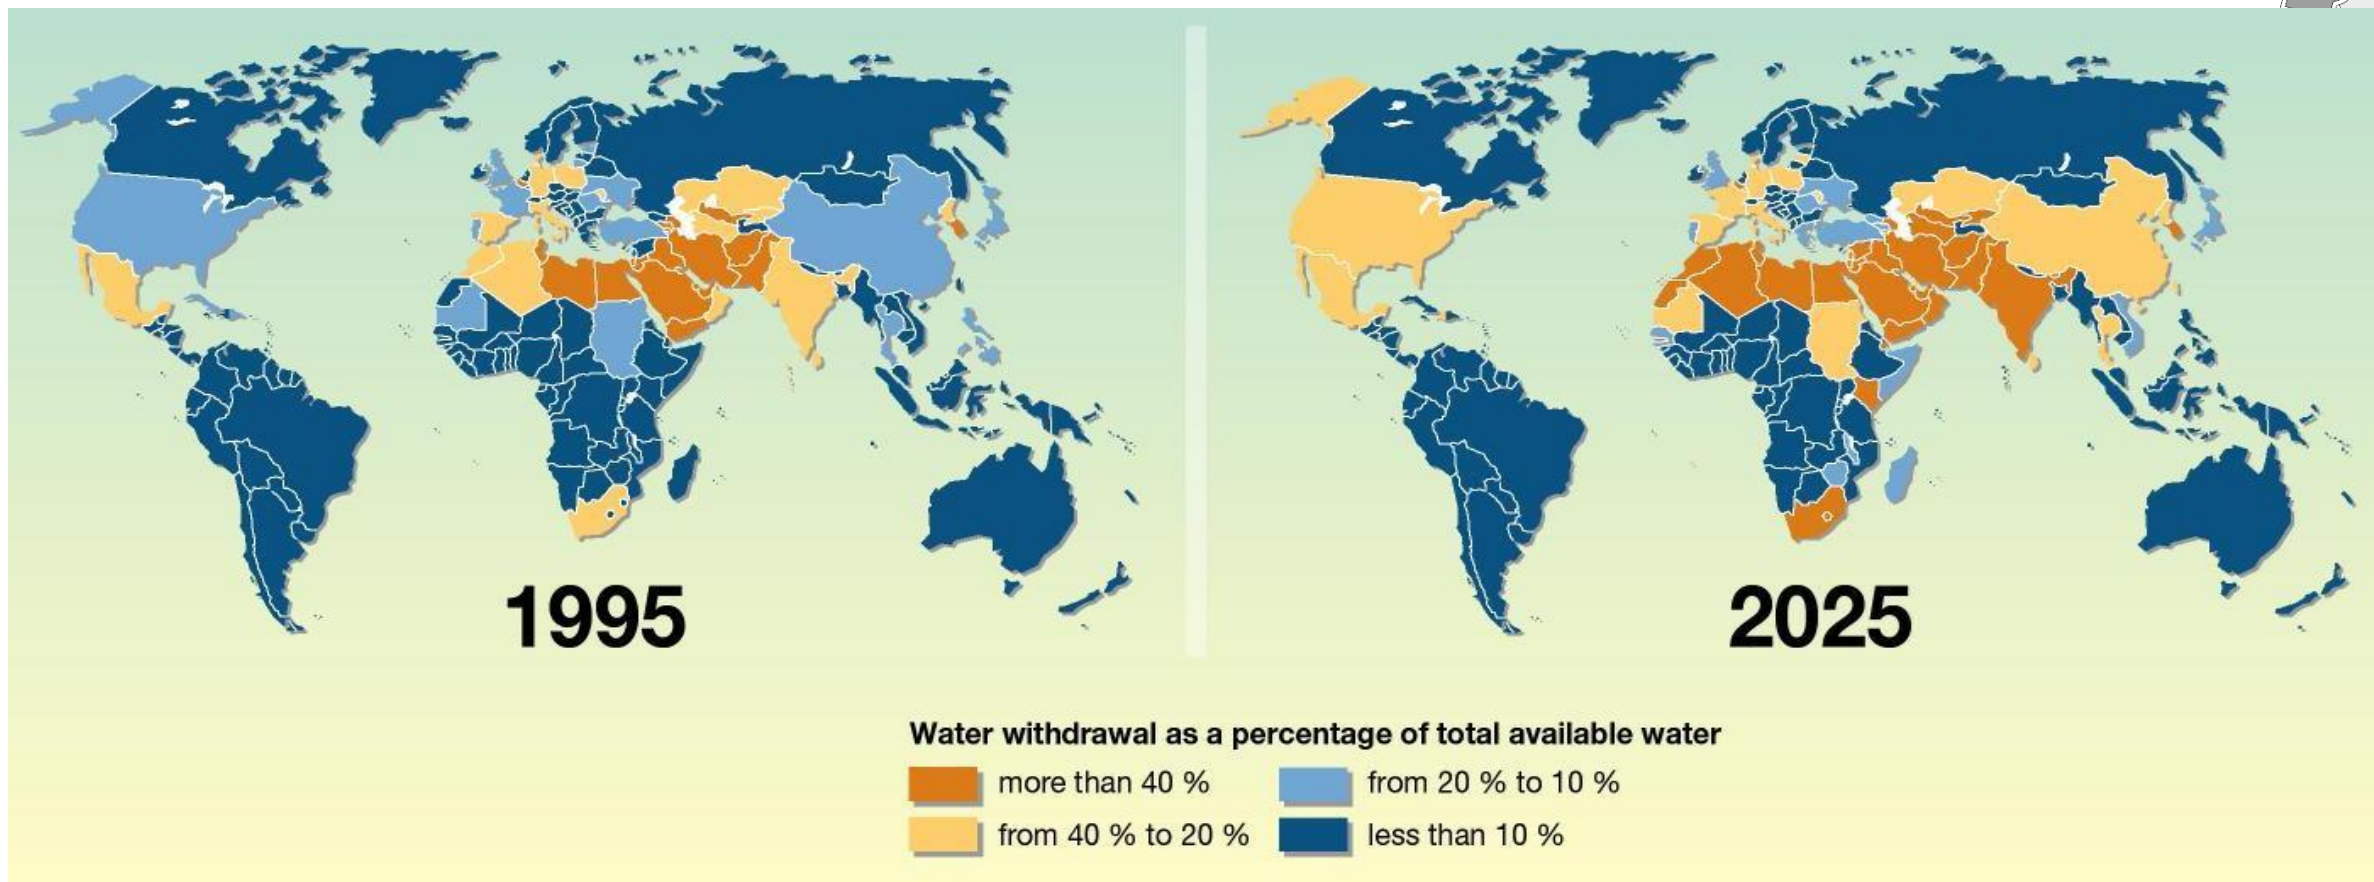 1995
2025
Water withdrawal as a percentage of total available water
more than 40 %
from 20 % to 10 %
from 40 % to 20 %
less than 10 %